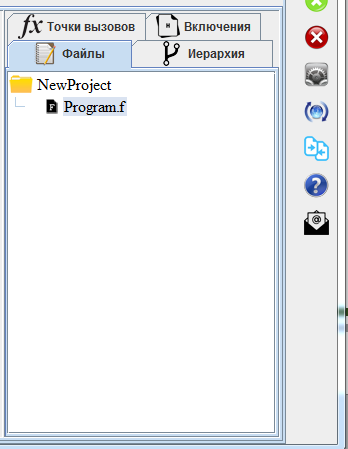 fx Точки вызовов
H Включения
Файлы
Иерархия
NewProject
F Program.f
?
@